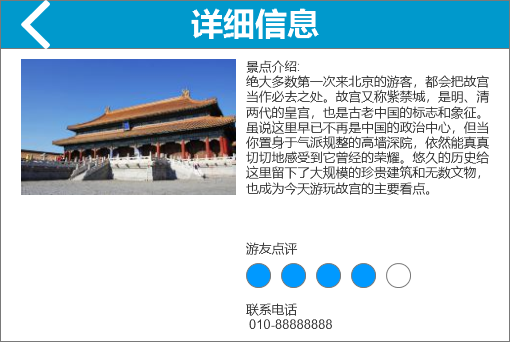 详细信息
景点介绍:
绝大多数第一次来北京的游客，都会把故宫
当作必去之处。故宫又称紫禁城，是明、清
两代的皇宫，也是古老中国的标志和象征。
虽说这里早已不再是中国的政治中心，但当
你置身于气派规整的高墙深院，依然能真真
切切地感受到它曾经的荣耀。悠久的历史给
这里留下了大规模的珍贵建筑和无数文物，
也成为今天游玩故宫的主要看点。
游友点评
联系电话
010-88888888